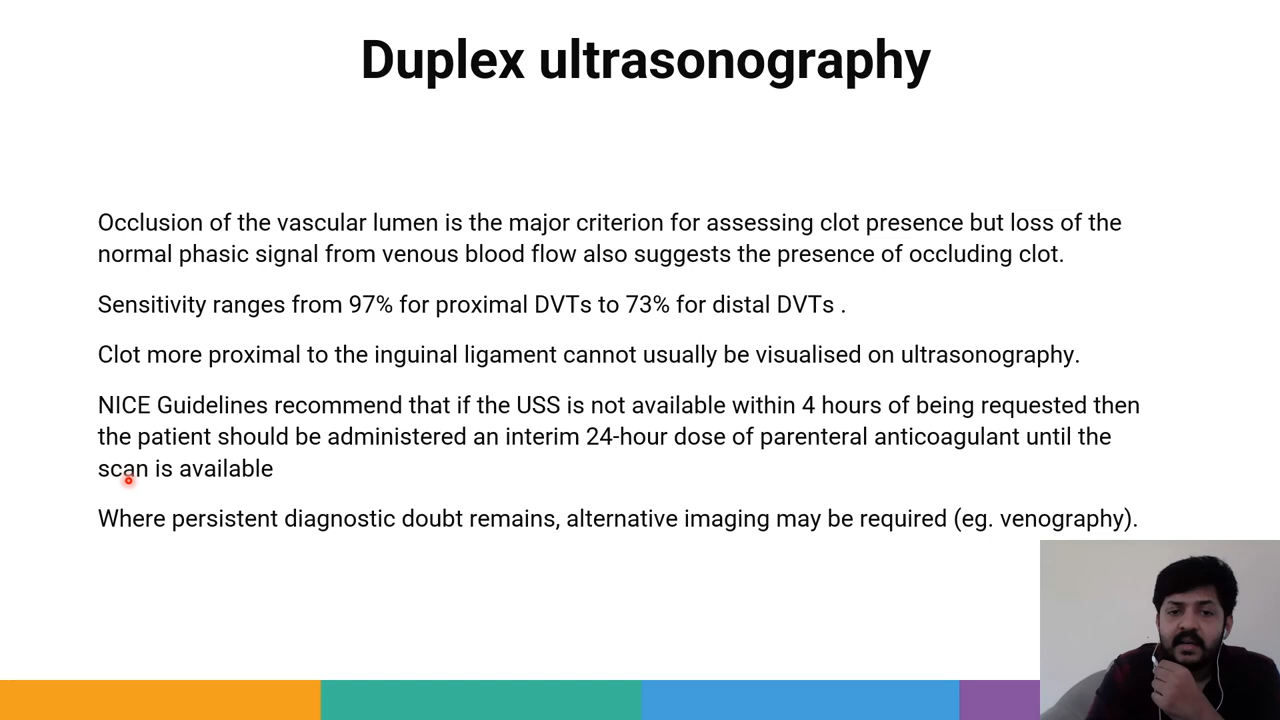 Duplex ultrasonography
Occlusion of the vascular lumen is the major criterion for assessing clot presence but loss of the
normal phasic signal from venous blood flow also suggests the presence of occluding clot.
Sensitivity ranges from 97% for proximal DVTs to 73% for distal DVTs .
Clot more proximal to the inguinal ligament cannot usually be visualised on ultrasonography.
NICE Guidelines recommend that if the USS is not available within 4 hours of being requested then
the patient should be administered an interim 24-hour dose of parenteral anticoagulant until the
scan is available
Where persistent diagnostic doubt remains, alternative imaging may be required (eg. venography).